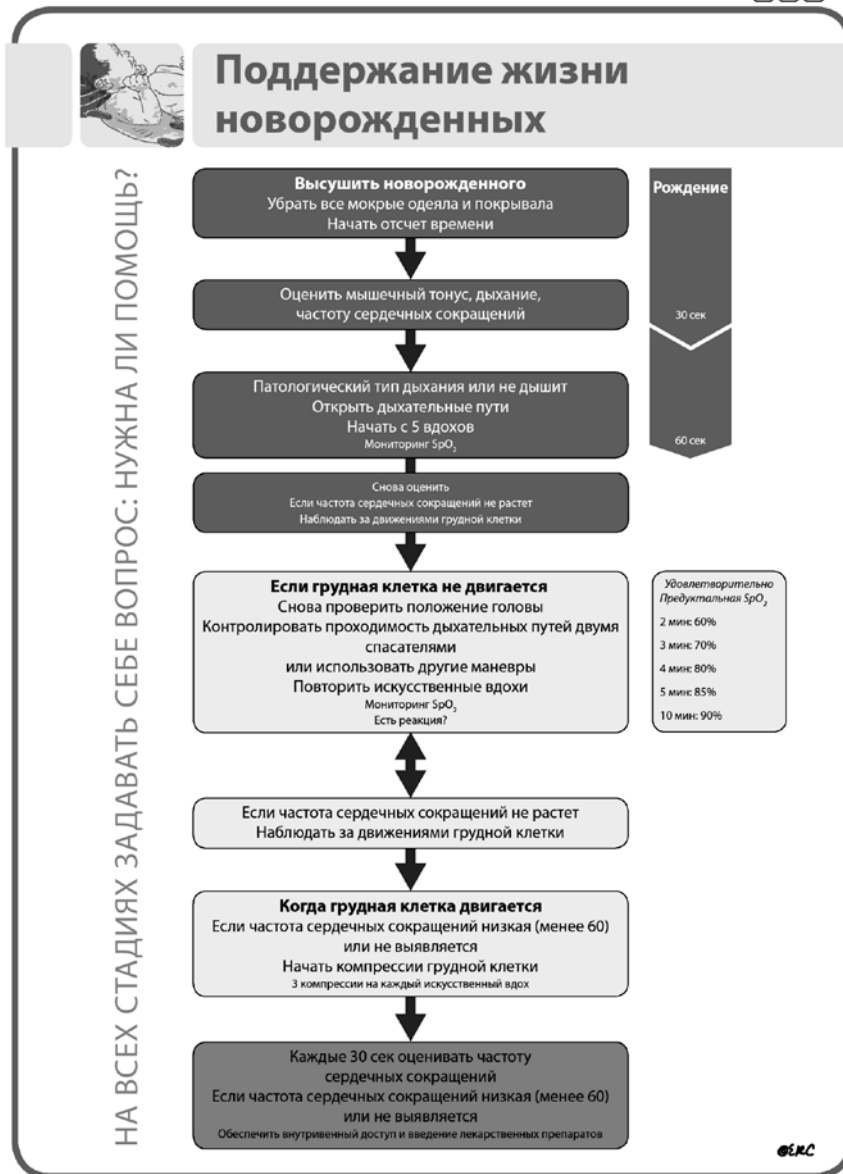 Поддержание жизни
новорожденных
НА ВСЕХ СТАДИЯХ ЗАДАВАТЬ СЕБЕ ВОПРОС: НУЖНА ЛИ ПОМОЩЬ?
Высушить новорожденного
Убрать все мокрые одеяла и покрывала
Начать отсчет времени
Рождение
Оценить мышечный тонус, дыхание,
частоту сердечных сокращений
30 сек
Патологический тип дыхания или не дышит
Открыть дыхательные пути
Начать с 5 вдохов
Мониторинг SpO₂
60 сек
Снова оценить
Если частота сердечных сокращений не растет
Наблюдать за движениями грудной клетки
Если грудная клетка не двигается
Снова проверить положение головы
Контролировать проходимость дыхательных путей двумя
спасателями
или использовать другие маневры
Повторить искусственные вдохи
Мониторинг SpO₂
Есть реакция?
Удовлетворительно
Предуктальная SpO₂
2 мин: 60%
3 мин: 70%
4 мин: 80%
5 мин: 85%
10 мин: 90%
Если частота сердечных сокращений не растет
Наблюдать за движениями грудной клетки
Когда грудная клетка двигается
Если частота сердечных сокращений низкая (менее 60)
или не выявляется
Начать компрессии грудной клетки
3 компрессии на каждый искусственный вдох
Каждые 30 сек оценивать частоту
сердечных сокращений
Если частота сердечных сокращений низкая (менее 60)
или не выявляется
Обеспечить внутривенный доступ и введение лекарственных препаратов
@ERC